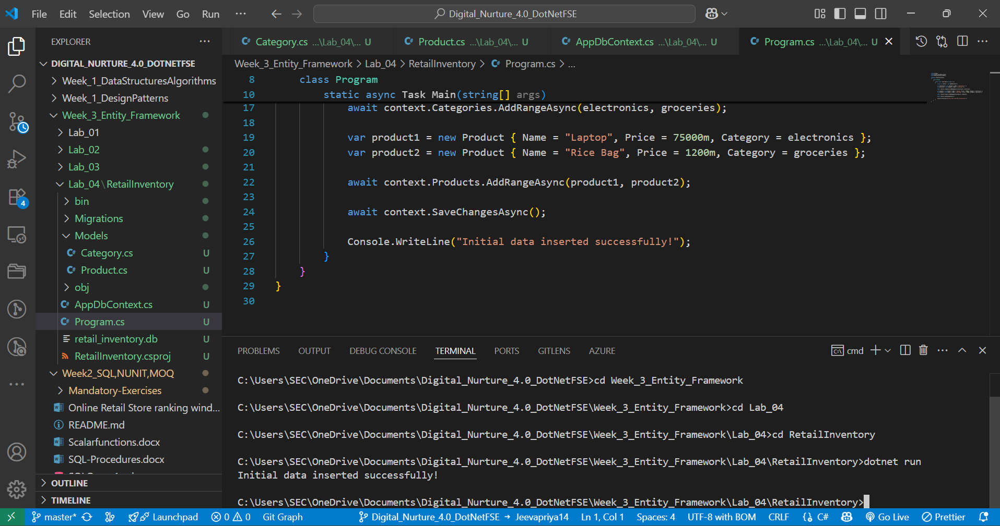 File Edit Selection View Go Run ···
Digital_Nurture_4.0_DotNetFSE
EXPLORER
DIGITAL_NURTURE_4.0_DOTNETFSE
Week_1_DataStructuresAlgorithms
Week_1_DesignPatterns
Week_3_Entity_Framework
Lab_01
Lab_02
Lab_03
Lab_04\RetailInventory
bin
Migrations
Models
C# Category.cs U
C# Product.cs U
obj
C# AppDbContext.cs U
C# Program.cs U
retail_inventory.db U
RetailInventory.csproj U
Week2_SQL,NUNIT,MOQ
Mandatory-Exercises
Online Retail Store ranking wind...
README.md
Scalarfunctions.docx
SQL-Procedures.docx
OUTLINE
TIMELINE
4
C# Category.cs ...\Lab_04\... U
C# Product.cs ...\Lab_04\... U
C# AppDbContext.cs ...\Lab_04\... U
C# Program.cs ...\Lab_04\... U
Week_3_Entity_Framework > Lab_04 > RetailInventory > C# Program.cs > ...
8 class Program
10 static async Task Main(string[] args)
17 await context.Categories.AddRangeAsync(electronics, groceries);
18
19 var product1 = new Product { Name = "Laptop", Price = 75000m, Category = electronics };
20 var product2 = new Product { Name = "Rice Bag", Price = 1200m, Category = groceries };
21
22 await context.Products.AddRangeAsync(product1, product2);
23
24 await context.SaveChangesAsync();
25
26 Console.WriteLine("Initial data inserted successfully!");
27 }
28 }
29 }
30
PROBLEMS OUTPUT DEBUG CONSOLE TERMINAL PORTS GITLENS AZURE
cmd
C:\Users\SEC\OneDrive\Documents\Digital_Nurture_4.0_DotNetFSE>cd Week_3_Entity_Framework
C:\Users\SEC\OneDrive\Documents\Digital_Nurture_4.0_DotNetFSE\Week_3_Entity_Framework>cd Lab_04
C:\Users\SEC\OneDrive\Documents\Digital_Nurture_4.0_DotNetFSE\Week_3_Entity_Framework\Lab_04>cd RetailInventory
C:\Users\SEC\OneDrive\Documents\Digital_Nurture_4.0_DotNetFSE\Week_3_Entity_Framework\Lab_04\RetailInventory>dotnet run
Initial data inserted successfully!
C:\Users\SEC\OneDrive\Documents\Digital_Nurture_4.0_DotNetFSE\Week_3_Entity_Framework\Lab_04\RetailInventory>
master* Launchpad 0 0 Git Graph Digital_Nurture_4.0_DotNetFSE → Jeevapriya14 Ln 1, Col 1 Spaces: 4 UTF-8 with BOM CRLF {} C# Go Live Prettier